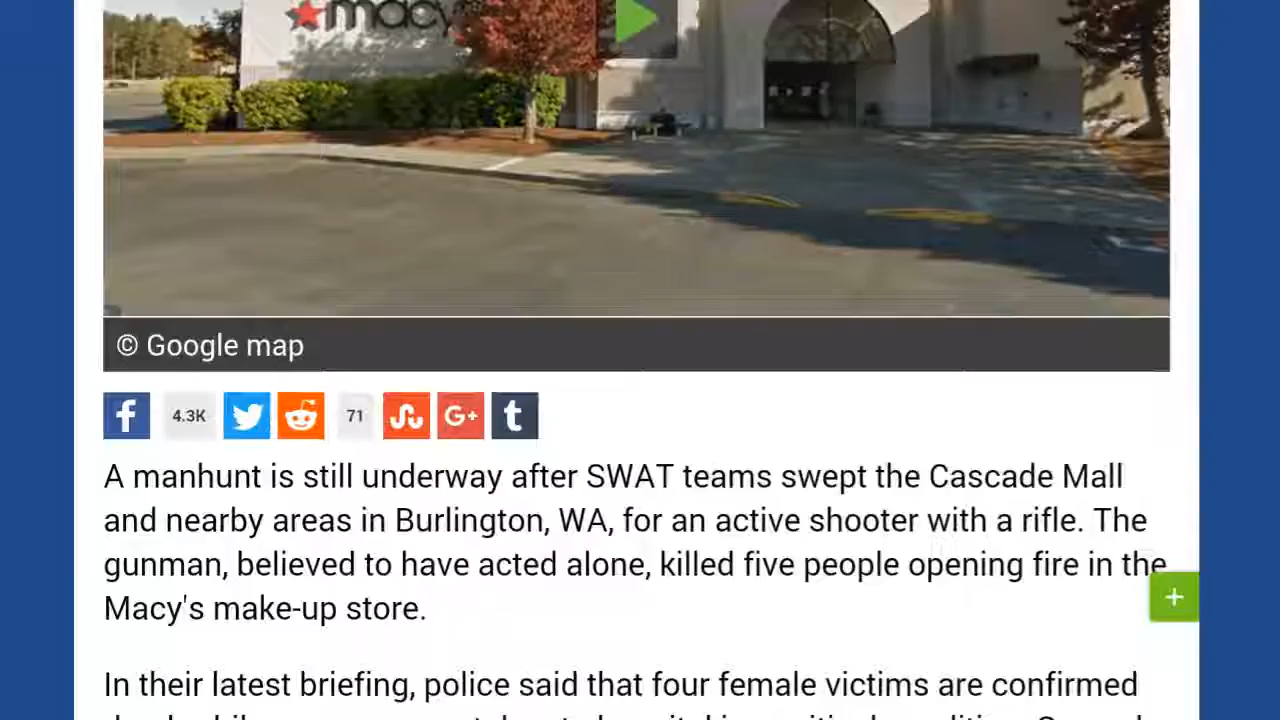 macy
© Google map
f 4.3K 71 G+ t
A manhunt is still underway after SWAT teams swept the Cascade Mall
and nearby areas in Burlington, WA, for an active shooter with a rifle. The
gunman, believed to have acted alone, killed five people opening fire in the
Macy's make-up store.
+
In their latest briefing, police said that four female victims are confirmed